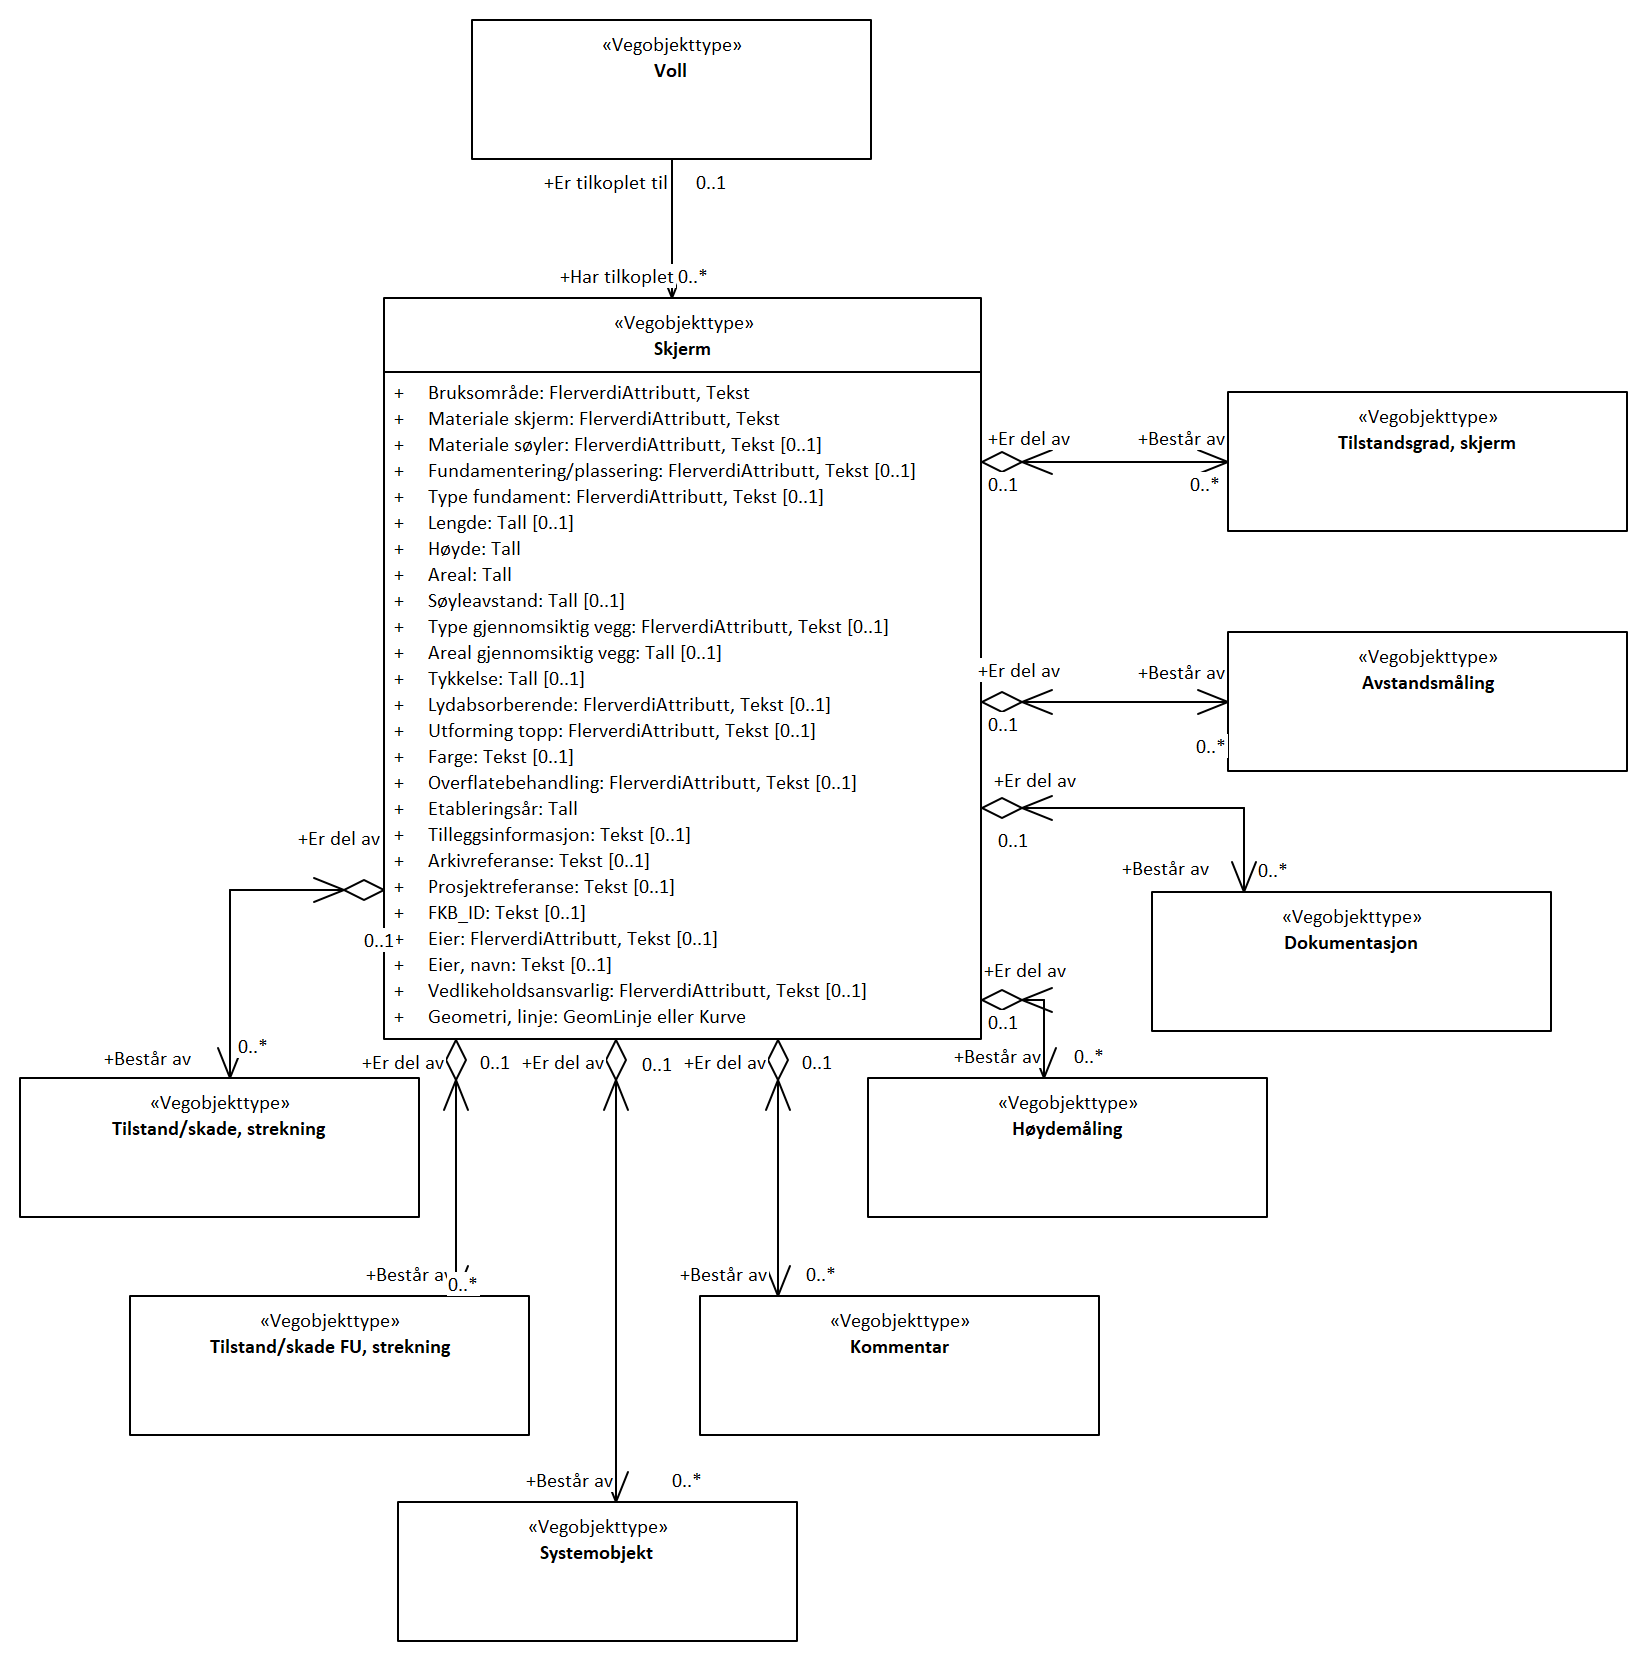 «Vegobjekttype»
Voll
+Er tilkoplet til 0..1
+Har tilkoplet 0..*
«Vegobjekttype»
Skjerm
+ Bruksområde: FlerverdiAttributt, Tekst
+ Materiale skjerm: FlerverdiAttributt, Tekst
+ Materiale søyler: FlerverdiAttributt, Tekst [0..1]
+ Fundamentering/plassering: FlerverdiAttributt, Tekst [0..1]
+ Type fundament: FlerverdiAttributt, Tekst [0..1]
+ Lengde: Tall [0..1]
+ Høyde: Tall
+ Areal: Tall
+ Søyleavstand: Tall [0..1]
+ Type gjennomsiktig vegg: FlerverdiAttributt, Tekst [0..1]
+ Areal gjennomsiktig vegg: Tall [0..1]
+ Tykkelse: Tall [0..1]
+ Lydabsorberende: FlerverdiAttributt, Tekst [0..1]
+ Utforming topp: FlerverdiAttributt, Tekst [0..1]
+ Farge: Tekst [0..1]
+ Overflatebehandling: FlerverdiAttributt, Tekst [0..1]
+ Etableringsår: Tall
+ Tilleggsinformasjon: Tekst [0..1]
+ Arkivreferanse: Tekst [0..1]
+ Prosjektreferanse: Tekst [0..1]
+ FKB_ID: Tekst [0..1]
+ Eier: FlerverdiAttributt, Tekst [0..1]
+ Eier, navn: Tekst [0..1]
+ Vedlikeholdsansvarlig: FlerverdiAttributt, Tekst [0..1]
+ Geometri, linje: GeomLinje eller Kurve
+Er del av +Består av
0..1 0..*
«Vegobjekttype»
Tilstandsgrad, skjerm
+Er del av +Består av
0..1 0..*
«Vegobjekttype»
Avstandsmåling
+Er del av
0..1
+Består av 0..*
«Vegobjekttype»
Dokumentasjon
+Er del av
0..1
+Består av 0..*
«Vegobjekttype»
Høydemåling
+Er del av
0..1
+Består av 0..*
«Vegobjekttype»
Tilstand/skade, strekning
+Er del av 0..1
+Består av 0..*
«Vegobjekttype»
Tilstand/skade FU, strekning
+Er del av 0..1
+Består av 0..*
«Vegobjekttype»
Systemobjekt
+Er del av 0..1
+Består av 0..*
«Vegobjekttype»
Kommentar